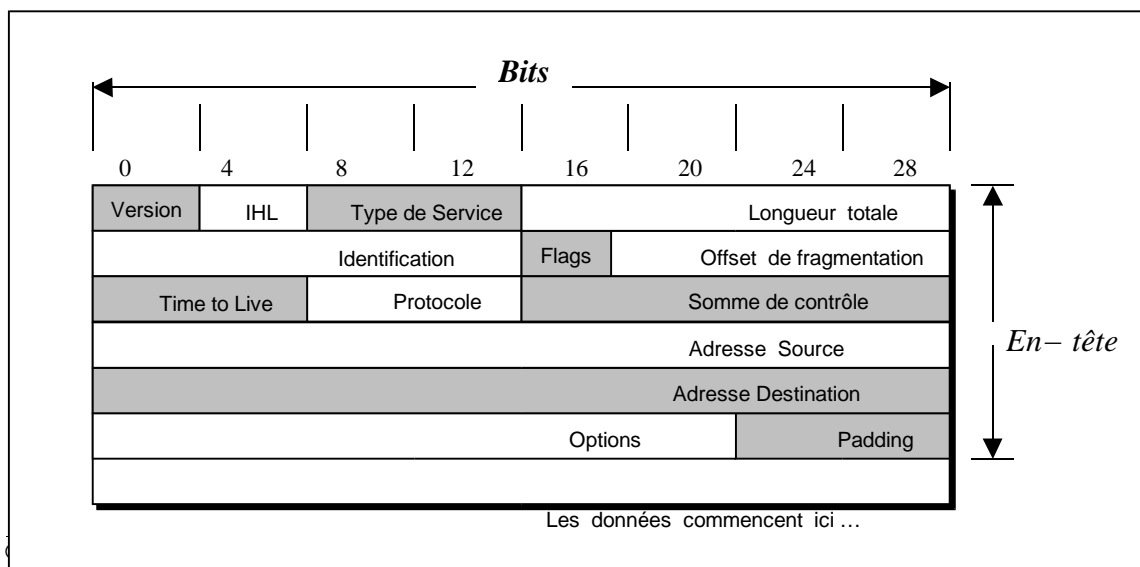 Bits
0 4 8 12 16 20 24 28
Version IHL Type de Service Longueur totale
Identification Flags Offset de fragmentation
Time to Live Protocole Somme de contrôle
Adresse Source
En– tête
Adresse Destination
Options Padding
Les données commencent ici ...